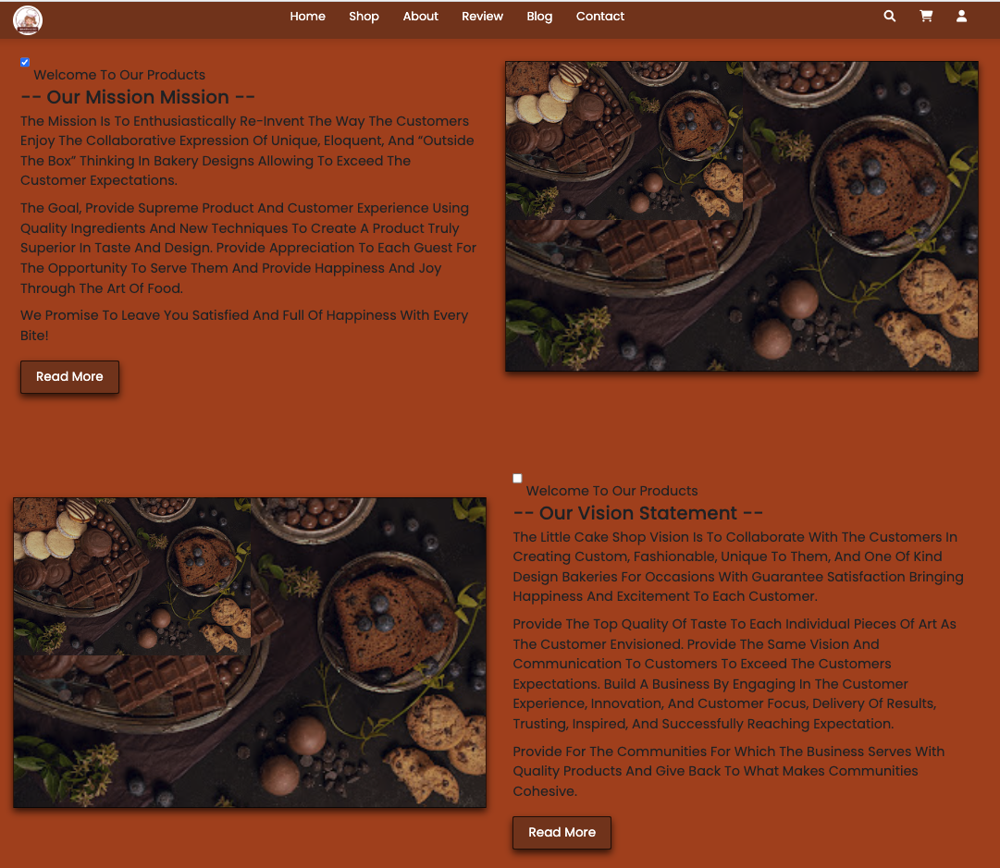 Home Shop About Review Blog Contact
Welcome To Our Products
-- Our Mission Mission --
The Mission Is To Enthusiastically Re-Invent The Way The Customers
Enjoy The Collaborative Expression Of Unique, Eloquent, And “Outside
The Box” Thinking In Bakery Designs Allowing To Exceed The
Customer Expectations.
The Goal, Provide Supreme Product And Customer Experience Using
Quality Ingredients And New Techniques To Create A Product Truly
Superior In Taste And Design. Provide Appreciation To Each Guest For
The Opportunity To Serve Them And Provide Happiness And Joy
Through The Art Of Food.
We Promise To Leave You Satisfied And Full Of Happiness With Every
Bite!
Read More
Welcome To Our Products
-- Our Vision Statement --
The Little Cake Shop Vision Is To Collaborate With The Customers In
Creating Custom, Fashionable, Unique To Them, And One Of Kind
Design Bakeries For Occasions With Guarantee Satisfaction Bringing
Happiness And Excitement To Each Customer.
Provide The Top Quality Of Taste To Each Individual Pieces Of Art As
The Customer Envisioned. Provide The Same Vision And
Communication To Customers To Exceed The Customers
Expectations. Build A Business By Engaging In The Customer
Experience, Innovation, And Customer Focus, Delivery Of Results,
Trusting, Inspired, And Successfully Reaching Expectation.
Provide For The Communities For Which The Business Serves With
Quality Products And Give Back To What Makes Communities
Cohesive.
Read More